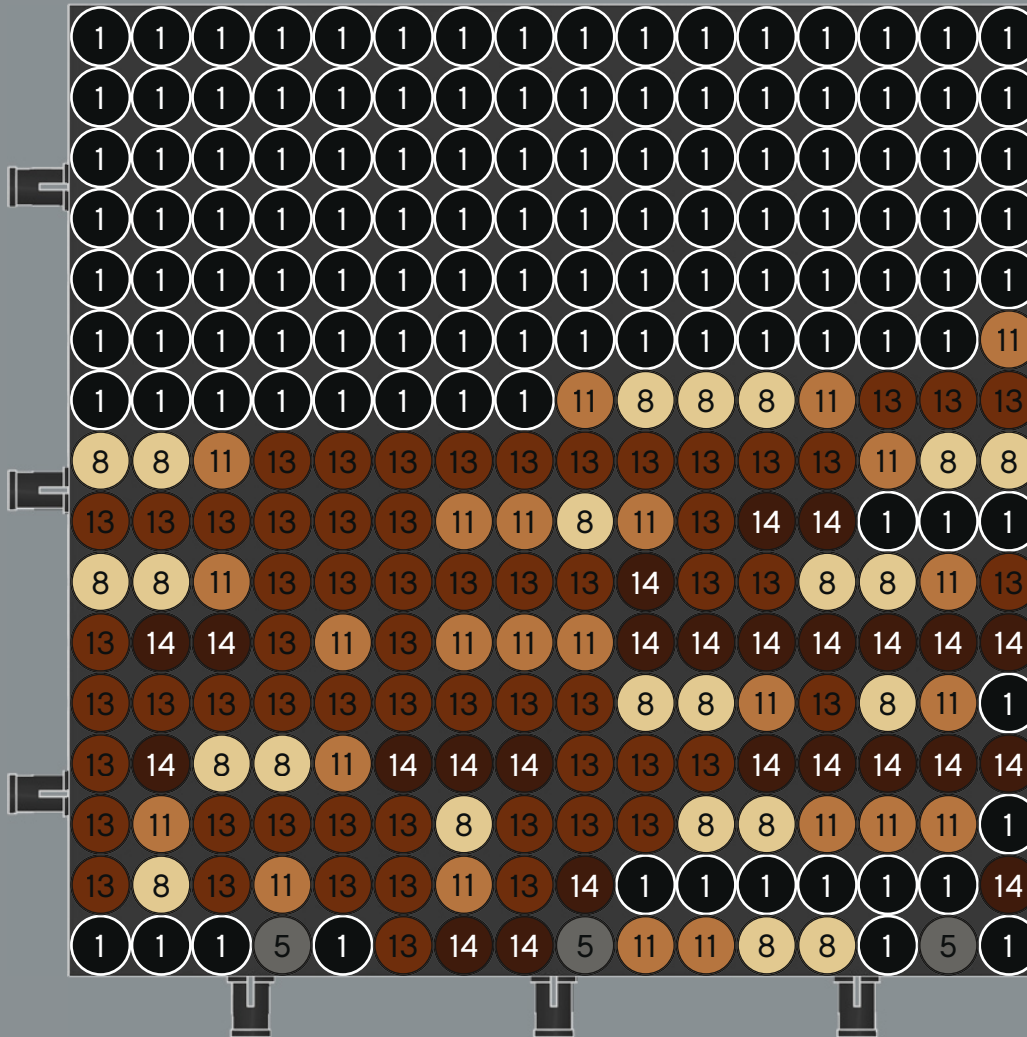 1 1 1 1 1 1 1 1 1 1 1 1 1 1 1 1
1 1 1 1 1 1 1 1 1 1 1 1 1 1 1 1
1 1 1 1 1 1 1 1 1 1 1 1 1 1 1 1
1 1 1 1 1 1 1 1 1 1 1 1 1 1 1 1
1 1 1 1 1 1 1 1 1 1 1 1 1 1 1 1
1 1 1 1 1 1 1 1 1 1 1 1 1 1 1 11
1 1 1 1 1 1 1 1 11 8 8 8 11 13 13 13
8 8 11 13 13 13 13 13 13 13 13 13 13 11 8 8
13 13 13 13 13 13 11 11 8 11 13 14 14 1 1 1
8 8 11 13 13 13 13 13 13 14 13 13 8 8 11 13
13 14 14 13 11 13 11 11 11 14 14 14 14 14 14 14
13 13 13 13 13 13 13 13 13 8 8 11 13 8 11 1
13 14 8 8 11 14 14 14 13 13 13 14 14 14 14 14
13 11 13 13 13 13 8 13 13 13 8 8 11 11 11 1
13 8 13 11 13 13 11 13 14 1 1 1 1 1 1 14
1 1 1 5 1 13 14 14 5 11 11 8 8 1 5 1